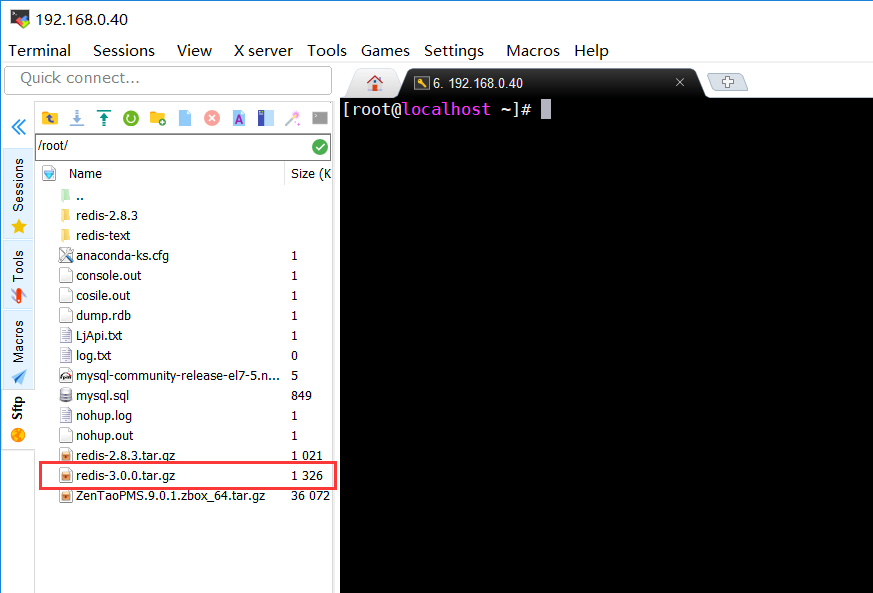 192.168.0.40
Terminal Sessions View X server Tools Games Settings Macros Help
Quick connect...
6. 192.168.0.40
[root@localhost ~]#
/root/
Name Size (K
..
redis-2.8.3
redis-text
anaconda-ks.cfg 1
console.out 1
cosile.out 1
dump.rdb 1
LjApi.txt 1
log.txt 0
mysql-community-release-el7-5.n... 5
mysql.sql 849
nohup.log 1
nohup.out 1
redis-2.8.3.tar.gz 1 021
redis-3.0.0.tar.gz 1 326
ZenTaoPMS.9.0.1.zbox_64.tar.gz 36 072
Sessions
Tools
Macros
Sftp